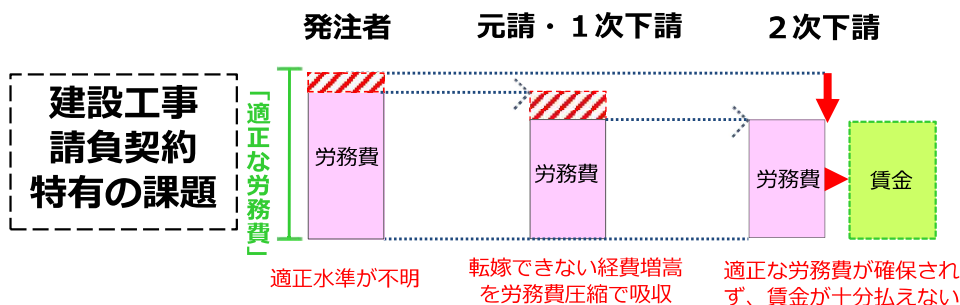 発注者
元請・１次下請
２次下請
建設工事
請負契約
特有の課題
「適正な労務費」
労務費
労務費
労務費
賃金
適正水準が不明
転嫁できない経費増嵩
を労務費圧縮で吸収
適正な労務費が確保され
ず、賃金が十分払えない